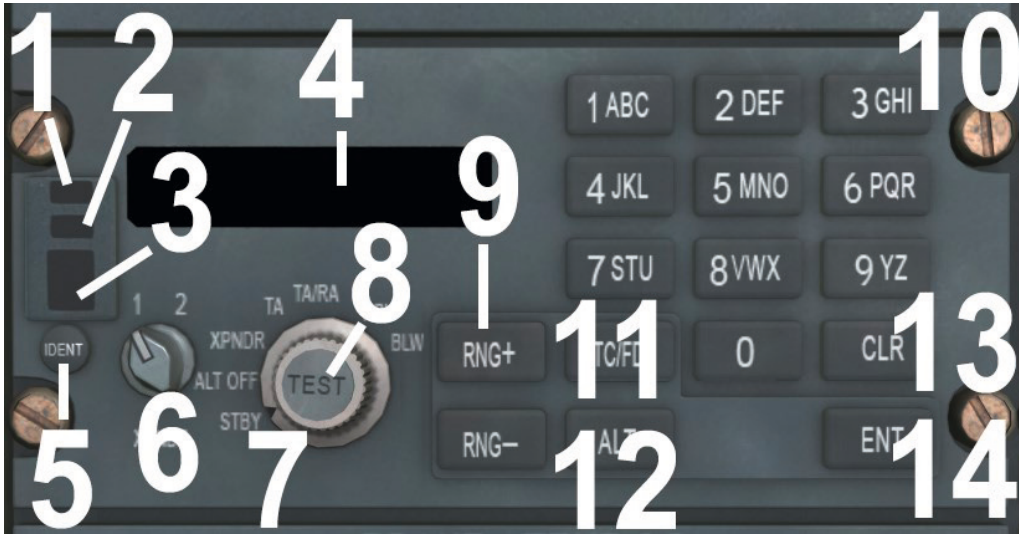 1 2 4 10
3 9
1 ABC 2 DEF 3 GHI
4 JKL 5 MNO 6 PQR
7 STU 8 VWX 9 YZ
8
1 2
TA TA/RA
XPNDR BLW
ALT OFF
STBY
IDENT
TEST
RNG+ 0 CLR
11 13
RNG– ALT ENT
5 6 7 12 14